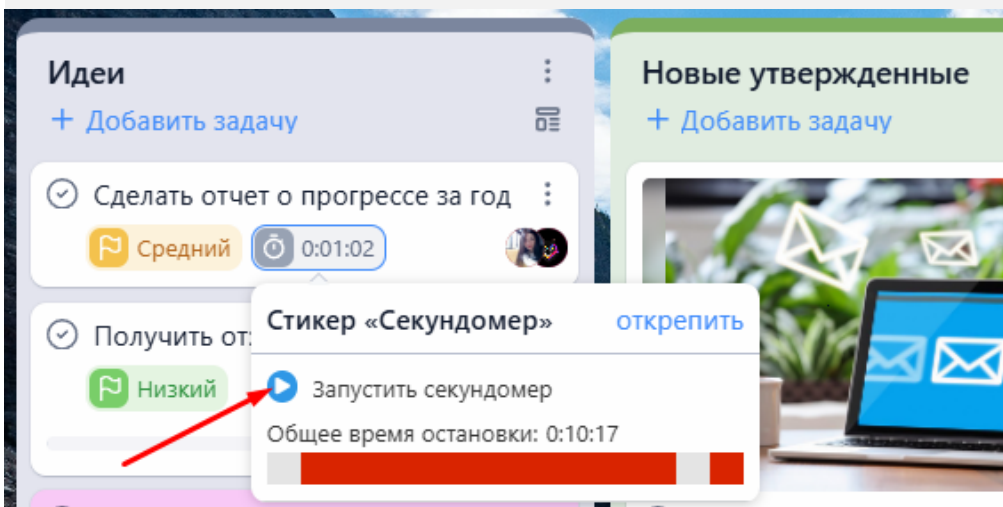 Идеи
+ Добавить задачу
Сделать отчет о прогрессе за год
Средний
0:01:02
Получить от
Низкий
Стикер «Секундомер»
открепить
Запустить секундомер
Общее время остановки: 0:10:17
Новые утвержденные
+ Добавить задачу